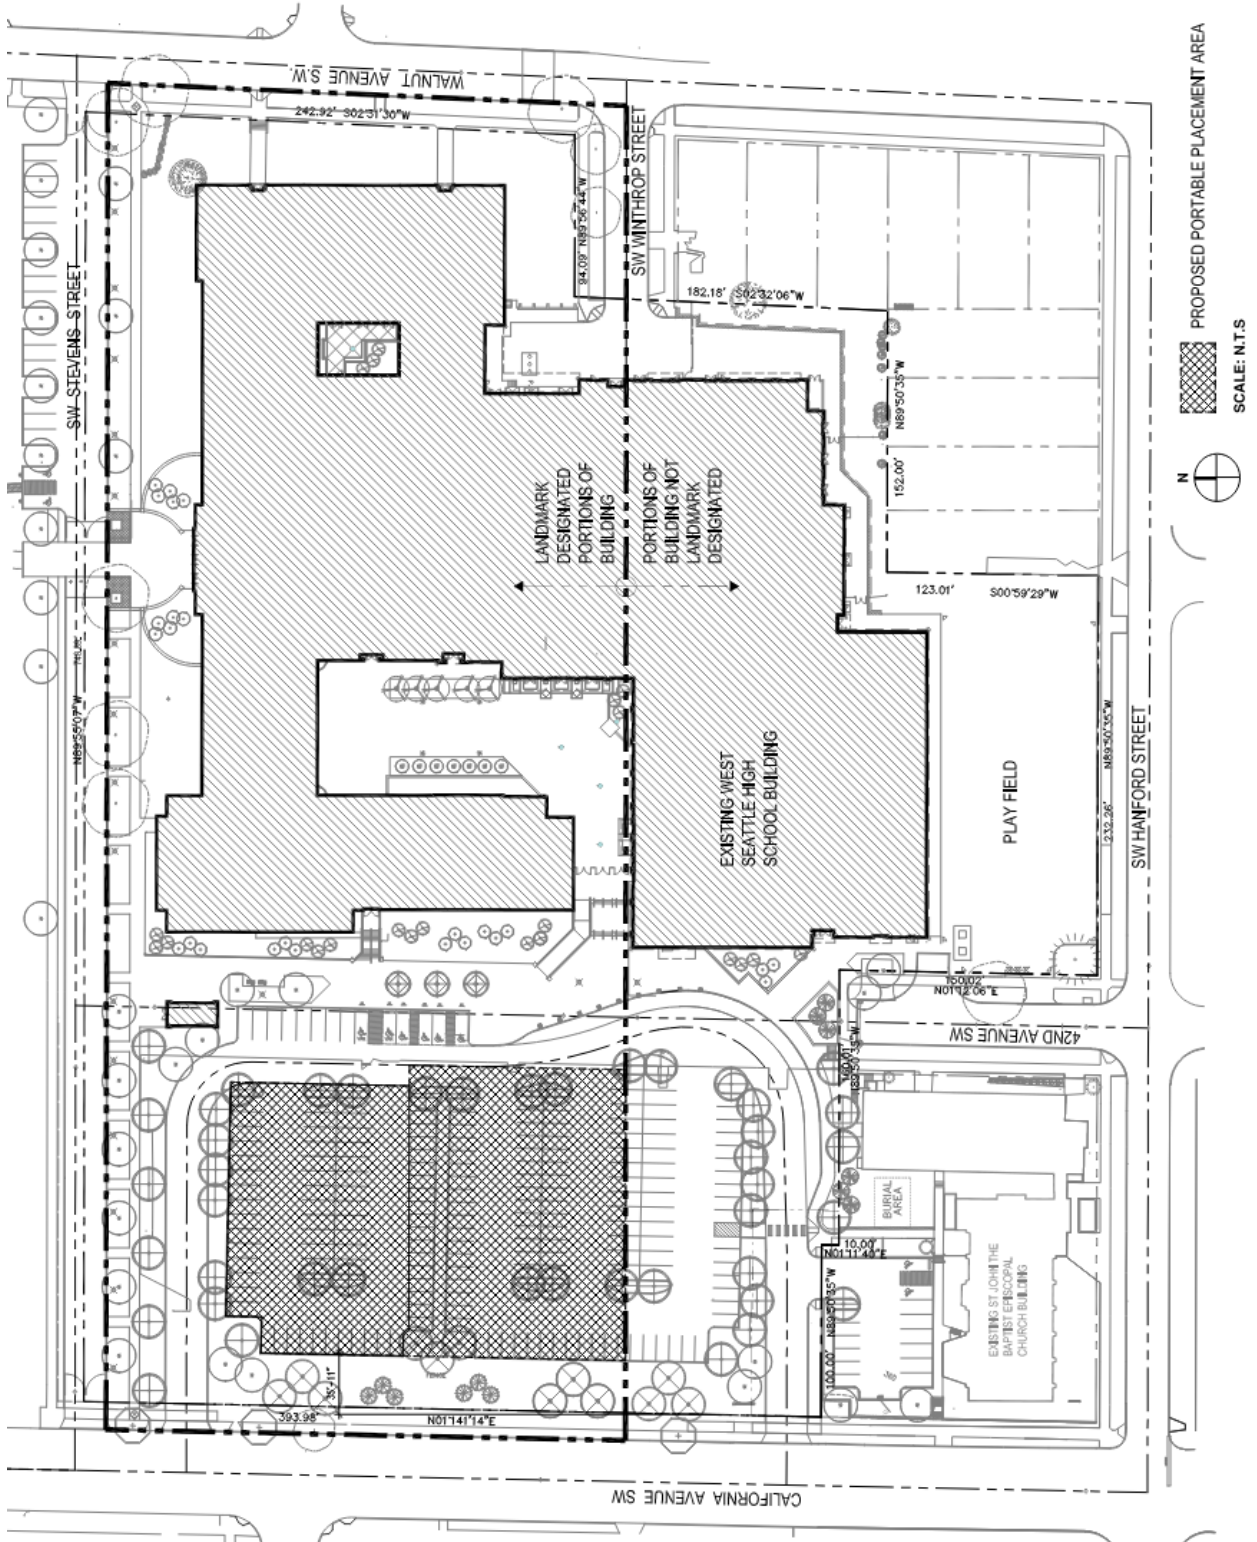 WALNUT AVENUE S.W.
242.92' S02°31'30"W
SW STEVENS STREET
SW WINTHROP STREET
94.09' N89°56'44"W
182.18' S02°32'06"W
N89°50'35"W
152.00'
LANDMARK
DESIGNATED
PORTIONS OF
BUILDING
PORTIONS OF
BUILDING NOT
LANDMARK
DESIGNATED
123.01'
S00°59'29"W
N89°55'07"W
EXISTING WEST
SEATTLE HIGH
SCHOOL BUILDING
PLAY FIELD
N89°50'35"W
232.26'
SW HANFORD STREET
150.02'
N01°12'06"E
42ND AVENUE SW
BURIAL
AREA
10.00'
N01°11'40"E
N89°50'35"W
100.00'
EXISTING ST JOHN THE
BAPTIST EPISCOPAL
CHURCH BUILDING
35'-11"
393.98'
N01°141'14"E
CALIFORNIA AVENUE SW
PROPOSED PORTABLE PLACEMENT AREA
N
SCALE: N.T.S